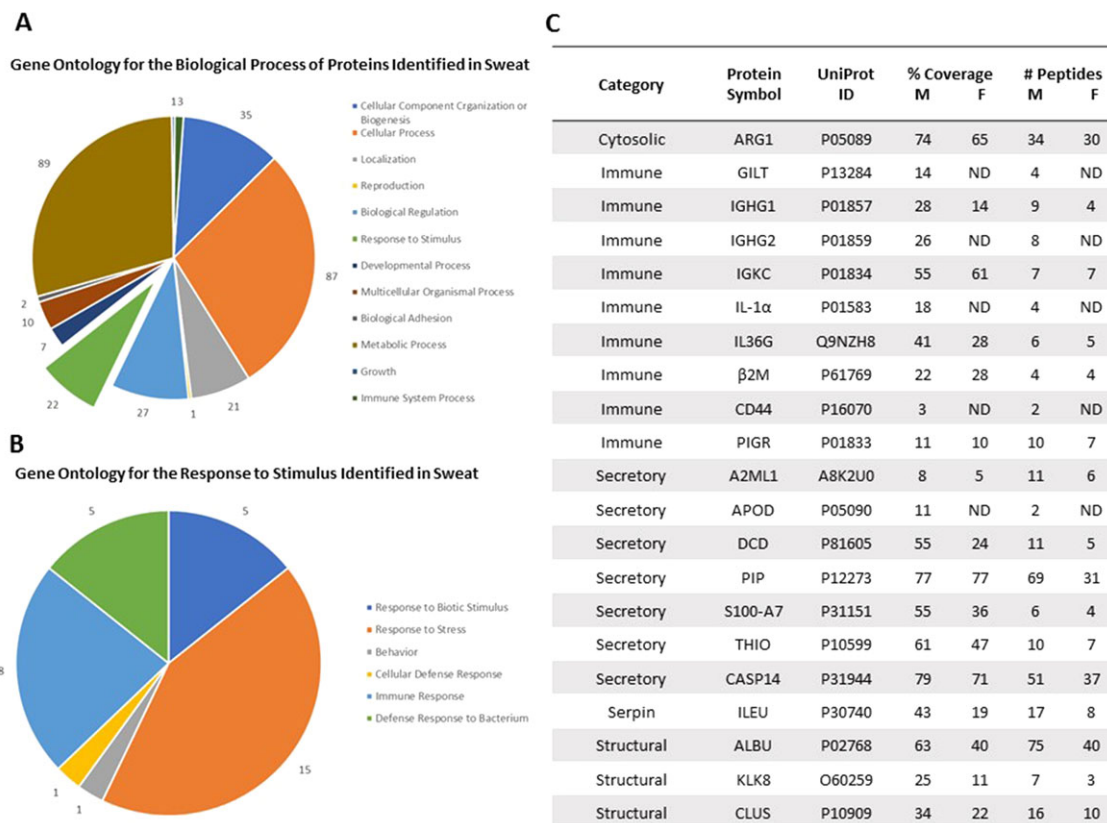 A
Gene Ontology for the Biological Process of Proteins Identified in Sweat
13
35
89
87
2
10
7
22
27
1
21
Cellular Component Crganization or
Biogenesis
Cellular Process
Localization
Reproduction
Biological Regulation
Response to Stimulus
Developmental Process
Multicellular Organismal Process
Biological Adhesion
Metabolic Process
Growth
Immune System Process
B
Gene Ontology for the Response to Stimulus Identified in Sweat
5
5
8
1
1
15
Response to Biotic Stimulus
Response to Stress
Behavior
Cellular Defense Response
Immune Response
Defense Response to Bacterium
C
Category Protein Symbol UniProt ID % Coverage M F # Peptides M F
Cytosolic ARG1 P05089 74 65 34 30
Immune GILT P13284 14 ND 4 ND
Immune IGHG1 P01857 28 14 9 4
Immune IGHG2 P01859 26 ND 8 ND
Immune IGKC P01834 55 61 7 7
Immune IL-1α P01583 18 ND 4 ND
Immune IL36G Q9NZH8 41 28 6 5
Immune β2M P61769 22 28 4 4
Immune CD44 P16070 3 ND 2 ND
Immune PIGR P01833 11 10 10 7
Secretory A2ML1 A8K2U0 8 5 11 6
Secretory APOD P05090 11 ND 2 ND
Secretory DCD P81605 55 24 11 5
Secretory PIP P12273 77 77 69 31
Secretory S100-A7 P31151 55 36 6 4
Secretory THIO P10599 61 47 10 7
Secretory CASP14 P31944 79 71 51 37
Serpin ILEU P30740 43 19 17 8
Structural ALBU P02768 63 40 75 40
Structural KLK8 O60259 25 11 7 3
Structural CLUS P10909 34 22 16 10